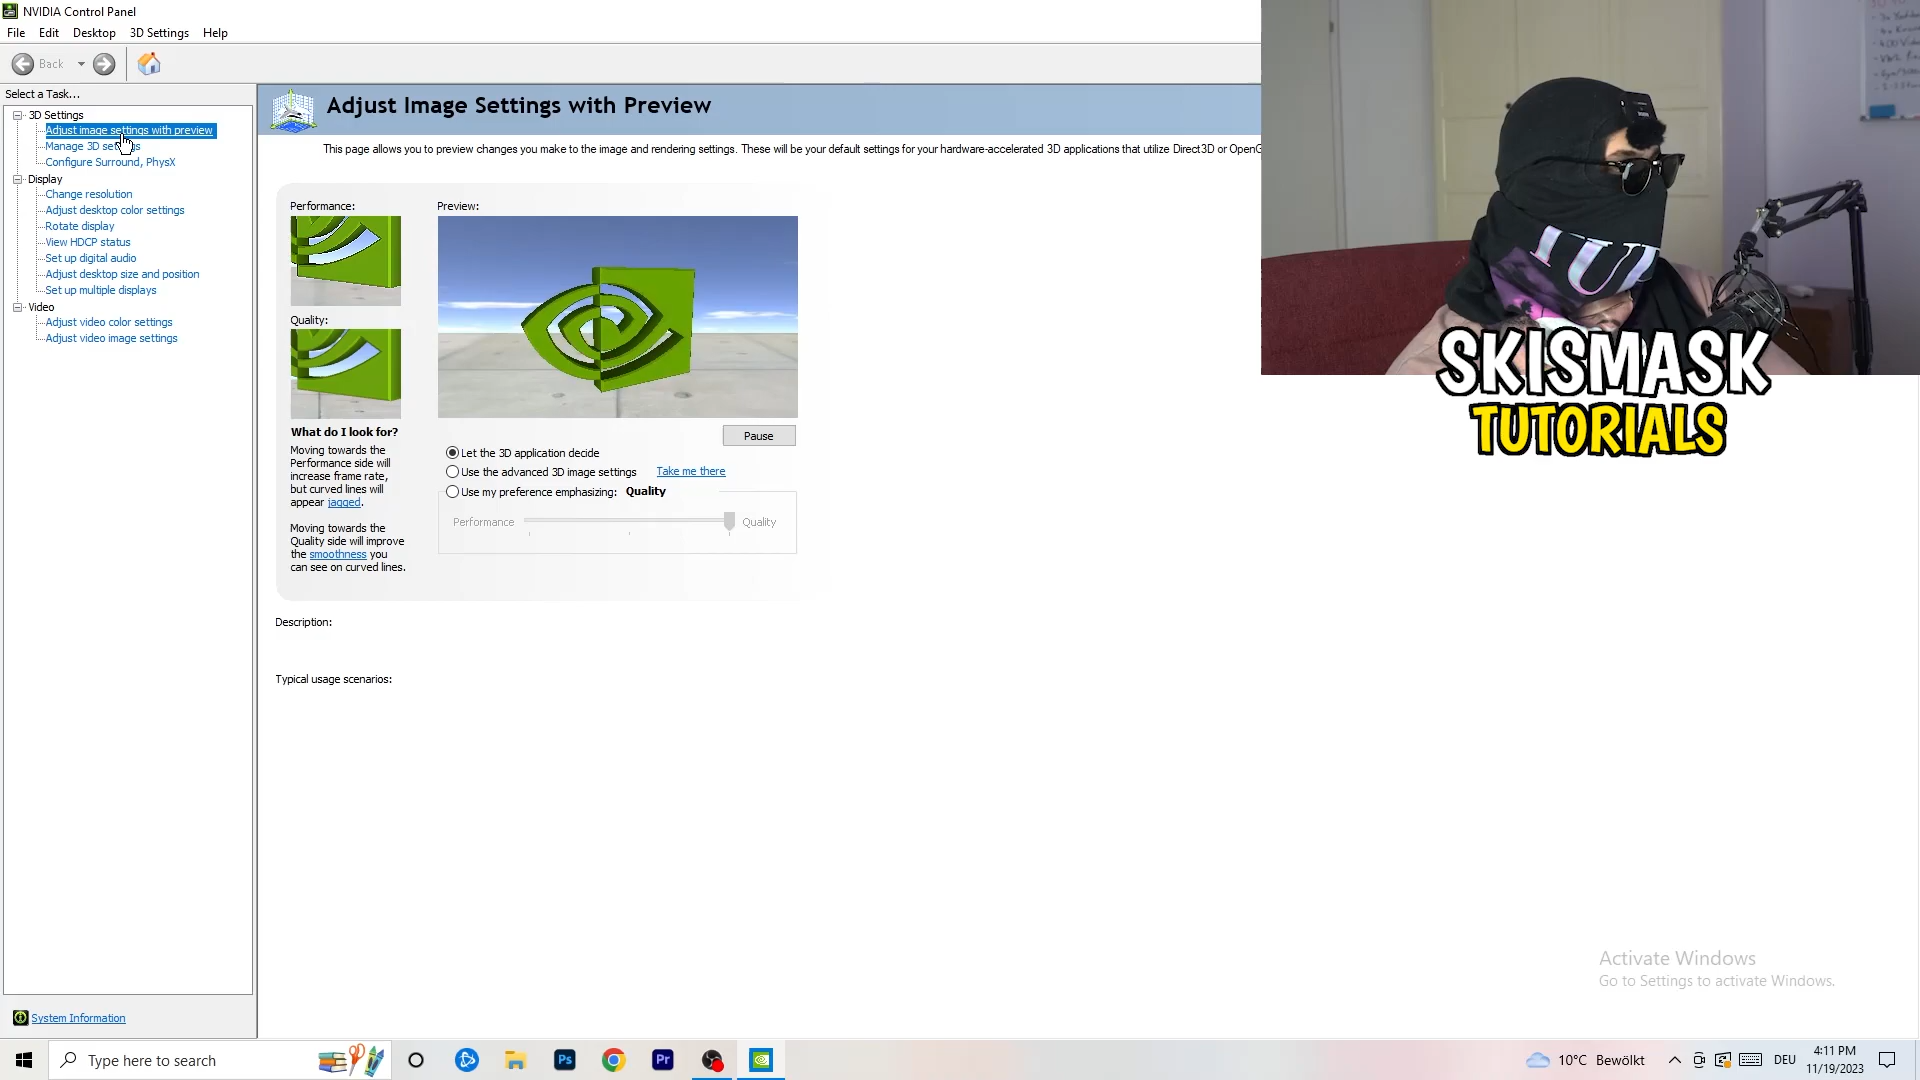 NVIDIA Control Panel
File Edit Desktop 3D Settings Help
Back
Select a Task...
3D Settings
Adjust image settings with preview
Manage 3D
Configure Surround, PhysX
Display
Change resolution
Adjust desktop color settings
Rotate display
View HDCP status
Set up digital audio
Adjust desktop size and position
Set up multiple displays
Video
Adjust video color settings
Adjust video image settings
System Information
Adjust Image Settings with Preview
This page allows you to preview changes you make to the image and rendering settings. These will be your default settings for your hardware-accelerated 3D applications that utilize Direct3D or
Performance:
Quality:
What do I look for?
Moving towards the
Performance side will
increase frame rate,
but curved lines will
appear jagged.
Moving towards the
Quality side will improve
the smoothness you
can see on curved lines.
Preview:
Pause
Let the 3D application decide
Use the advanced 3D image settings Take me there
Use my preference emphasizing: Quality
Performance Quality
Description:
Typical usage scenarios:
SKISMASK
TUTORIALS
Activate Windows
Go to Settings to activate Windows.
Type here to search
Ps
Pr
10°C Bewölkt
DEU
4:11 PM
11/19/2023